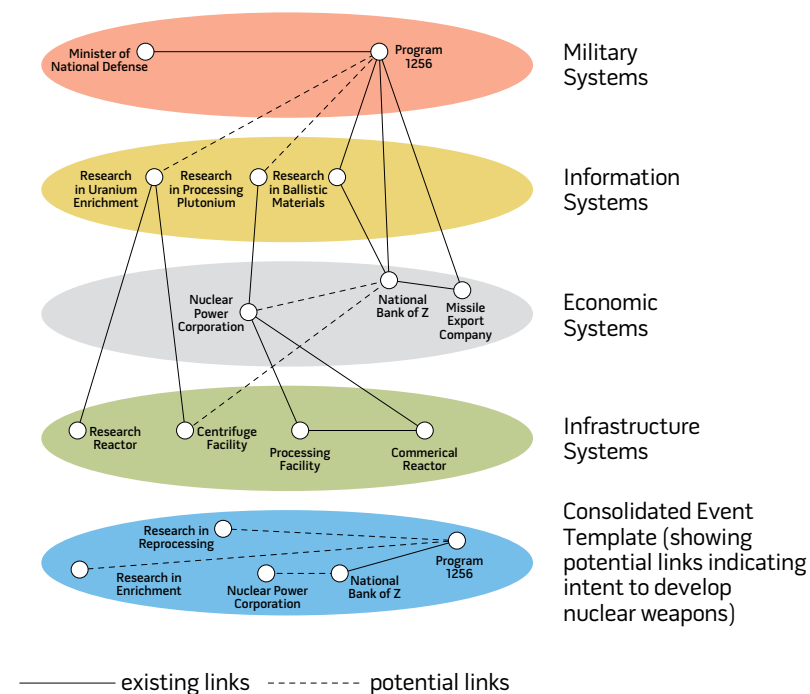 Minister of
National Defense
Program
1256
Military
Systems
Research
in Uranium
Enrichment
Research
in Processing
Plutonium
Research
in Ballistic
Materials
Information
Systems
Nuclear
Power
Corporation
National
Bank of Z
Missile
Export
Company
Economic
Systems
Research
Reactor
Centrifuge
Facility
Processing
Facility
Commerical
Reactor
Infrastructure
Systems
Research in
Reprocessing
Research in
Enrichment
Nuclear Power
Corporation
National
Bank of Z
Program
1256
Consolidated Event
Template (showing
potential links indicating
intent to develop
nuclear weapons)
existing links
potential links